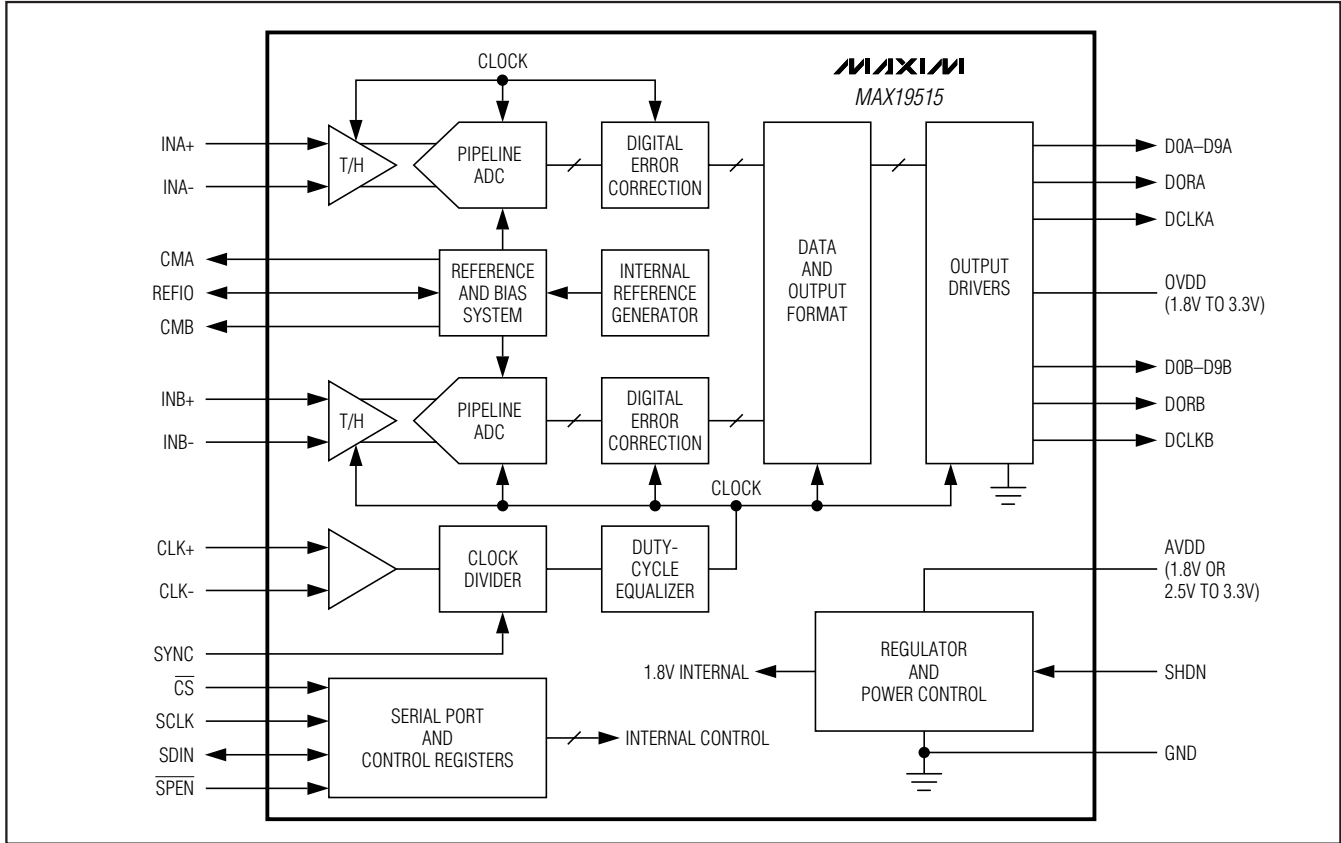 CLOCK
MAXIM
MAX19515
INA+
INA-
T/H
PIPELINE
ADC
DIGITAL
ERROR
CORRECTION
DATA
AND
OUTPUT
FORMAT
OUTPUT
DRIVERS
D0A–D9A
DORA
DCLKA
CMA
REFIO
CMB
REFERENCE
AND BIAS
SYSTEM
INTERNAL
REFERENCE
GENERATOR
OVDD
(1.8V TO 3.3V)
INB+
INB-
T/H
PIPELINE
ADC
DIGITAL
ERROR
CORRECTION
D0B–D9B
DORB
DCLKB
CLOCK
CLK+
CLK-
CLOCK
DIVIDER
DUTY-
CYCLE
EQUALIZER
AVDD
(1.8V OR
2.5V TO 3.3V)
SYNC
CS
SCLK
SDIN
SPEN
SERIAL PORT
AND
CONTROL REGISTERS
INTERNAL CONTROL
1.8V INTERNAL
REGULATOR
AND
POWER CONTROL
SHDN
GND